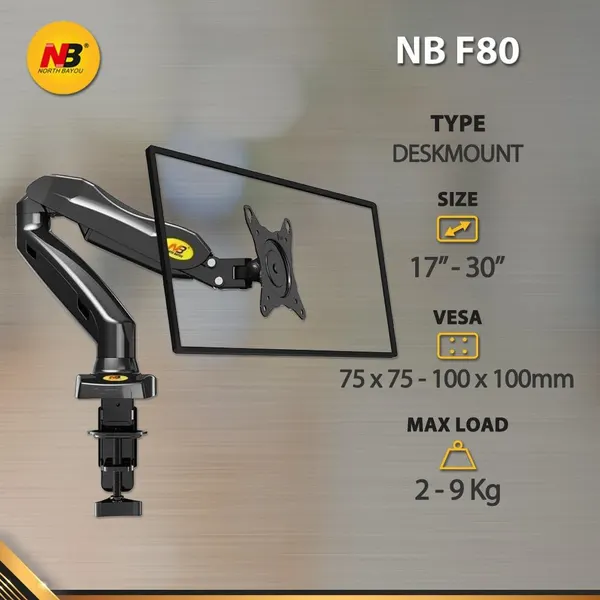 NB®
NORTH BAYOU
NB F80
TYPE
DESKMOUNT
SIZE
17” - 30”
VESA
75 x 75 - 100 x 100mm
MAX LOAD
2 - 9 Kg
NB
NB